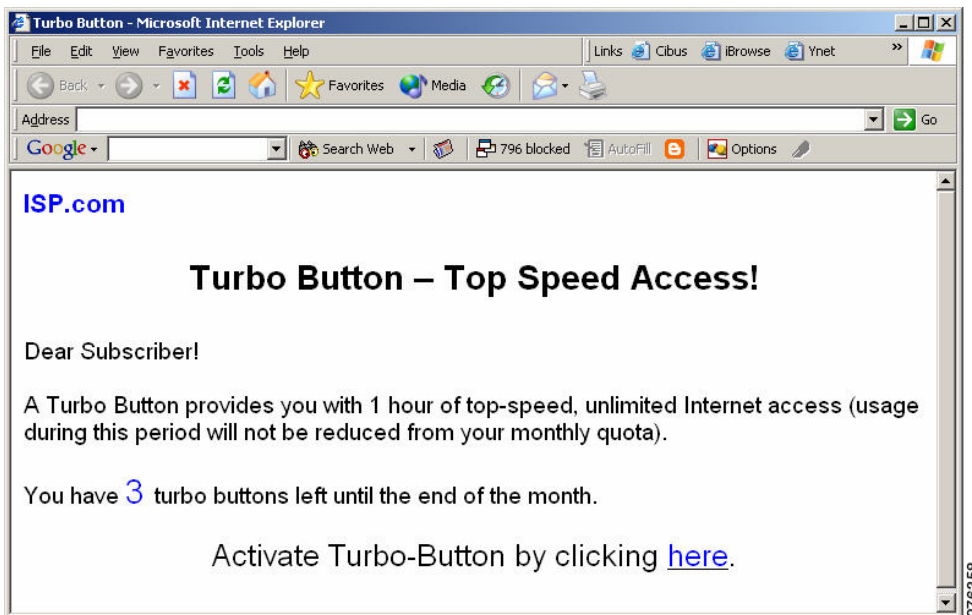 Turbo Button - Microsoft Internet Explorer
File Edit View Favorites Tools Help Links Cibus iBrowse Ynet »
Back Favorites Media
Address Go
Google Search Web 796 blocked AutoFill Options
ISP.com
Turbo Button – Top Speed Access!
Dear Subscriber!
A Turbo Button provides you with 1 hour of top-speed, unlimited Internet access (usage
during this period will not be reduced from your monthly quota).
You have 3 turbo buttons left until the end of the month.
Activate Turbo-Button by clicking here.